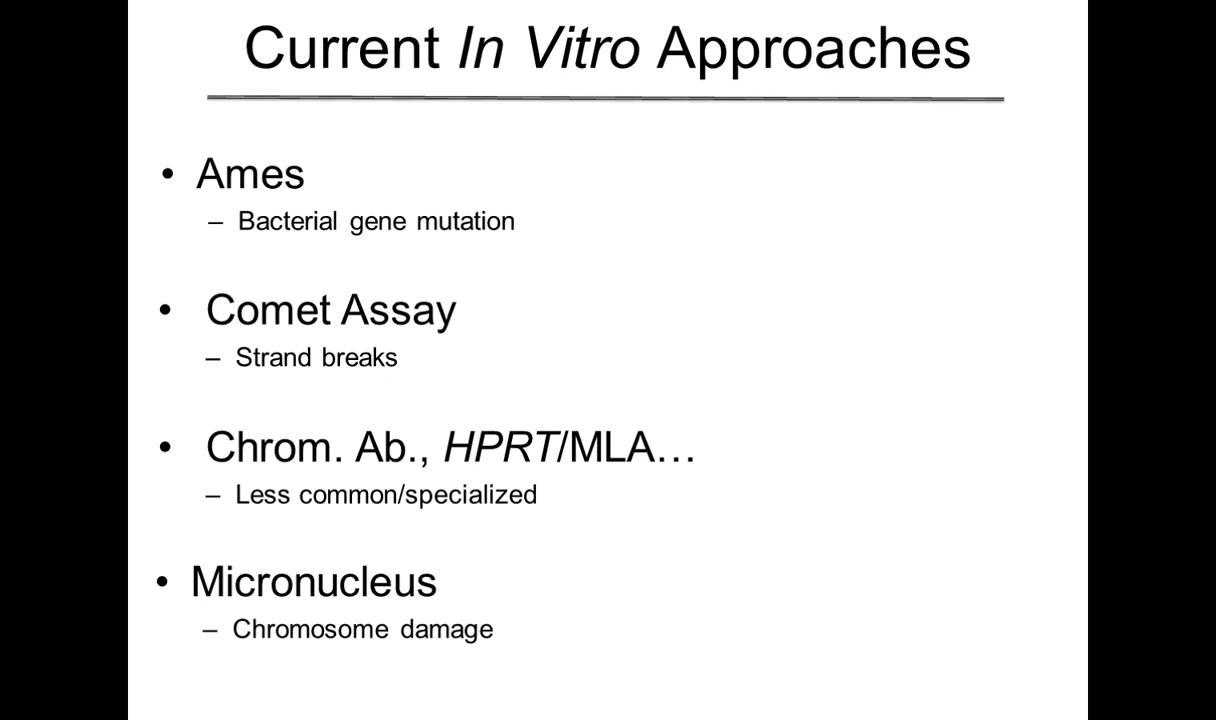 Current In Vitro Approaches
• Ames
– Bacterial gene mutation
• Comet Assay
– Strand breaks
• Chrom. Ab., HPRT/MLA…
– Less common/specialized
• Micronucleus
– Chromosome damage